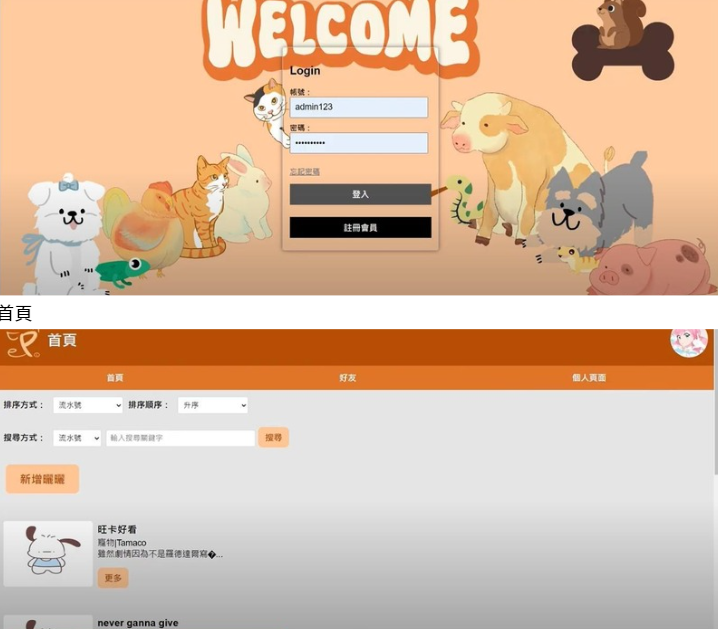 WELCOME
Login
帳號：
admin123
密碼：
••••••••••
忘記密碼
登入
註冊會員
首頁
首頁
首頁 好友 個人頁面
排序方式： 流水號 排序順序： 升序
搜尋方式： 流水號 輸入搜尋關鍵字 搜尋
新增曬曬
旺卡好看
寵物|Tamaco
雖然劇情因為不是羅德達爾寫�...
更多
never ganna give